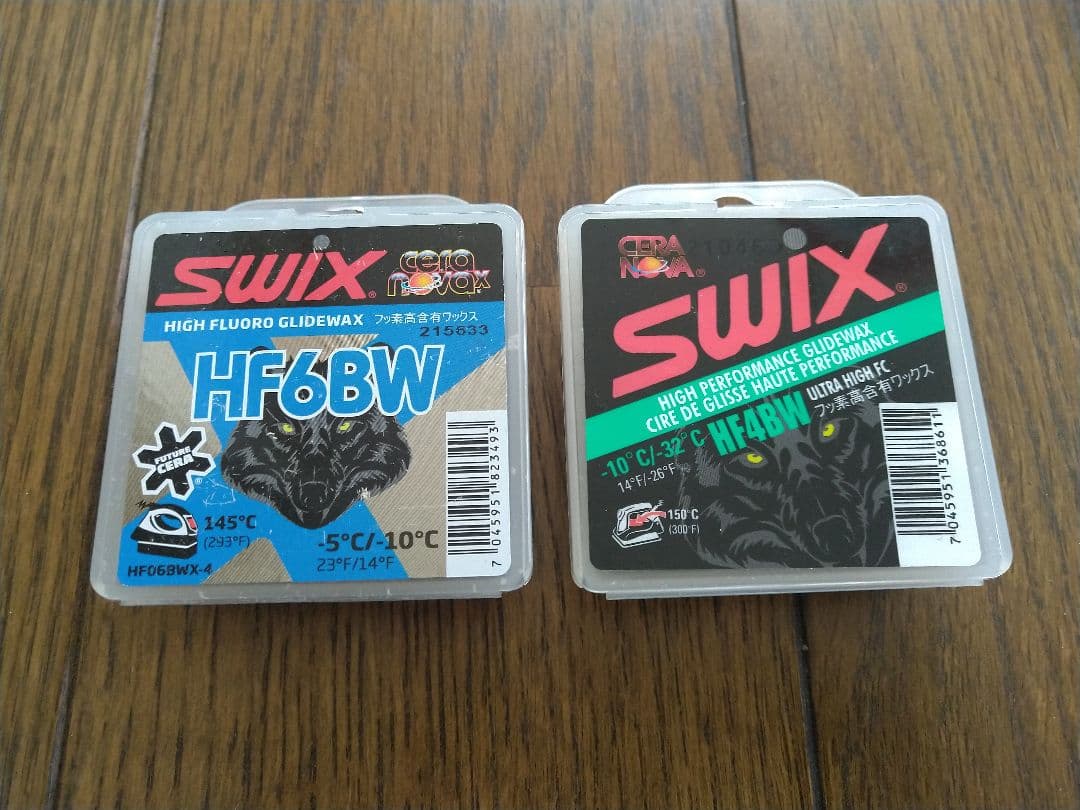 SWIX®
cera novax
HIGH FLUORO GLIDEWAX フッ素高含有ワックス
215633
HF6BW
FUTURE CERA®
145°C
(293°F)
-5°C/-10°C
23°F/14°F
HF06BWX-4
7 045951 823493
CERA NOVA®
SWIX®
HIGH PERFORMANCE GLIDEWAX
CIRE DE GLISSE HAUTE PERFORMANCE
-10°C/-32°C HF4BW ULTRA HIGH FC
14°F/-26°F フッ素高含有ワックス
150°C
(300°F)
7 045951 368611